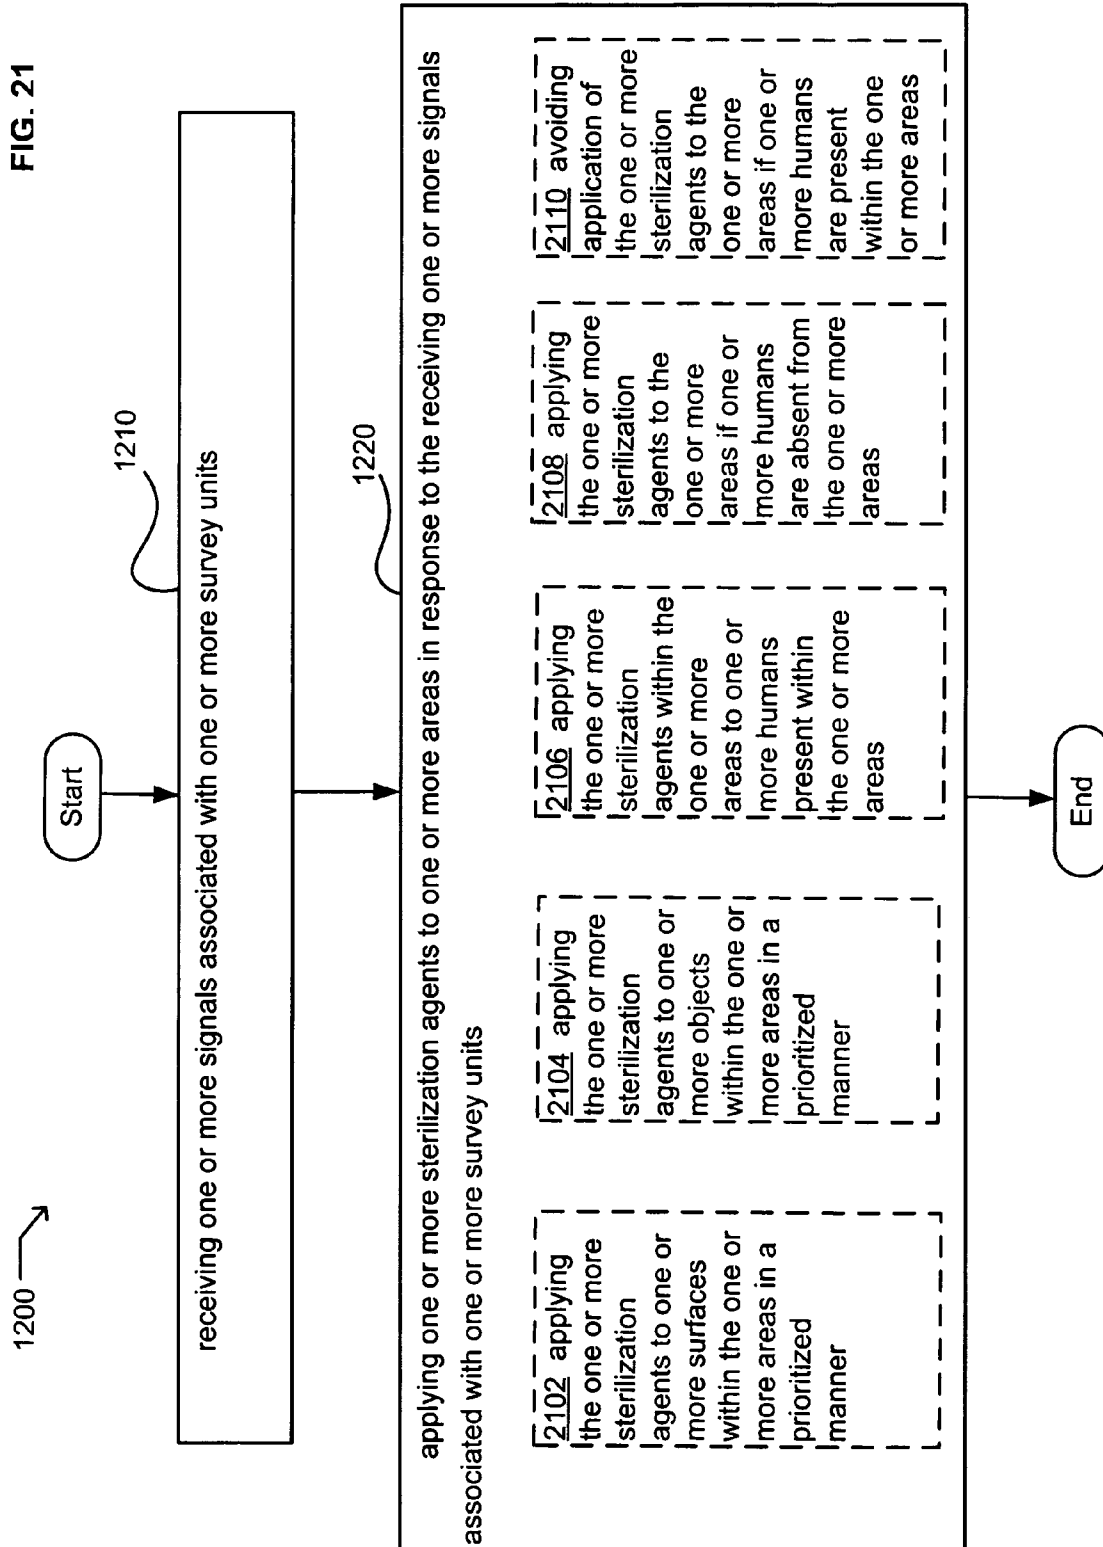 FIG. 21
1200
Start
1210
receiving one or more signals associated with one or more survey units
1220
applying one or more sterilization agents to one or more areas in response to the receiving one or more signals
associated with one or more survey units
2102 applying
the one or more
sterilization
agents to one or
more surfaces
within the one or
more areas in a
prioritized
manner
2104 applying
the one or more
sterilization
agents to one or
more objects
within the one or
more areas in a
prioritized
manner
2106 applying
the one or more
sterilization
agents within the
one or more
areas to one or
more humans
present within
the one or more
areas
2108 applying
the one or more
sterilization
agents to the
one or more
areas if one or
more humans
are absent from
the one or more
areas
2110 avoiding
application of
the one or more
sterilization
agents to the
one or more
areas if one or
more humans
are present
within the one
or more areas
End